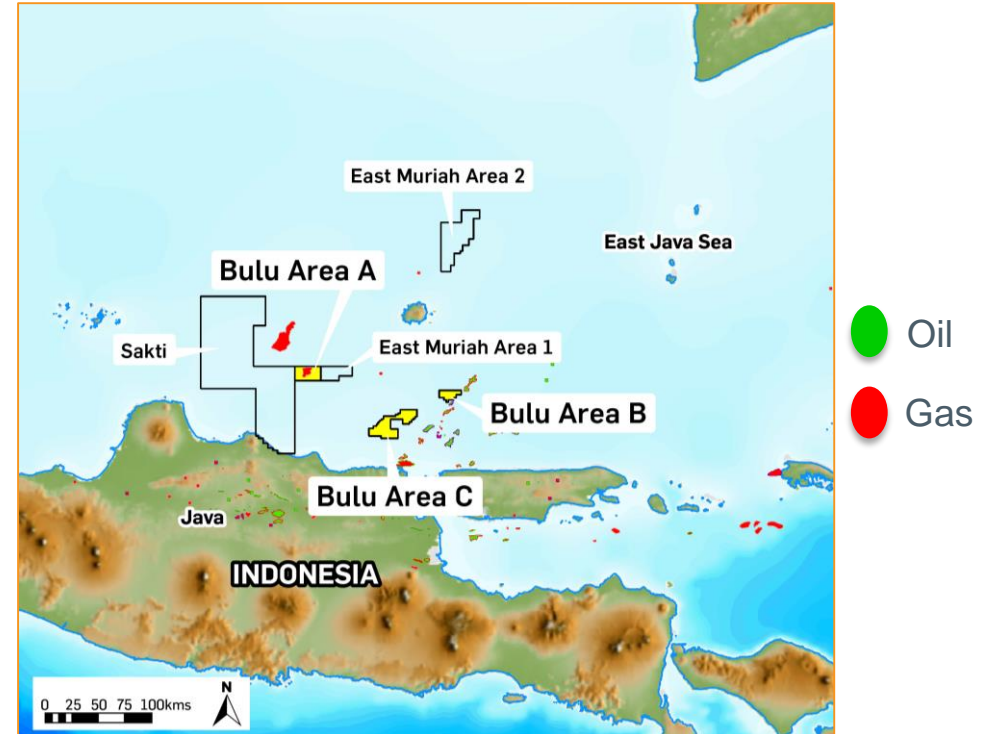 East Muriah Area 2
East Java Sea
Bulu Area A
Sakti
East Muriah Area 1
Bulu Area B
Bulu Area C
Java
INDONESIA
0 25 50 75 100kms
N
Oil
Gas